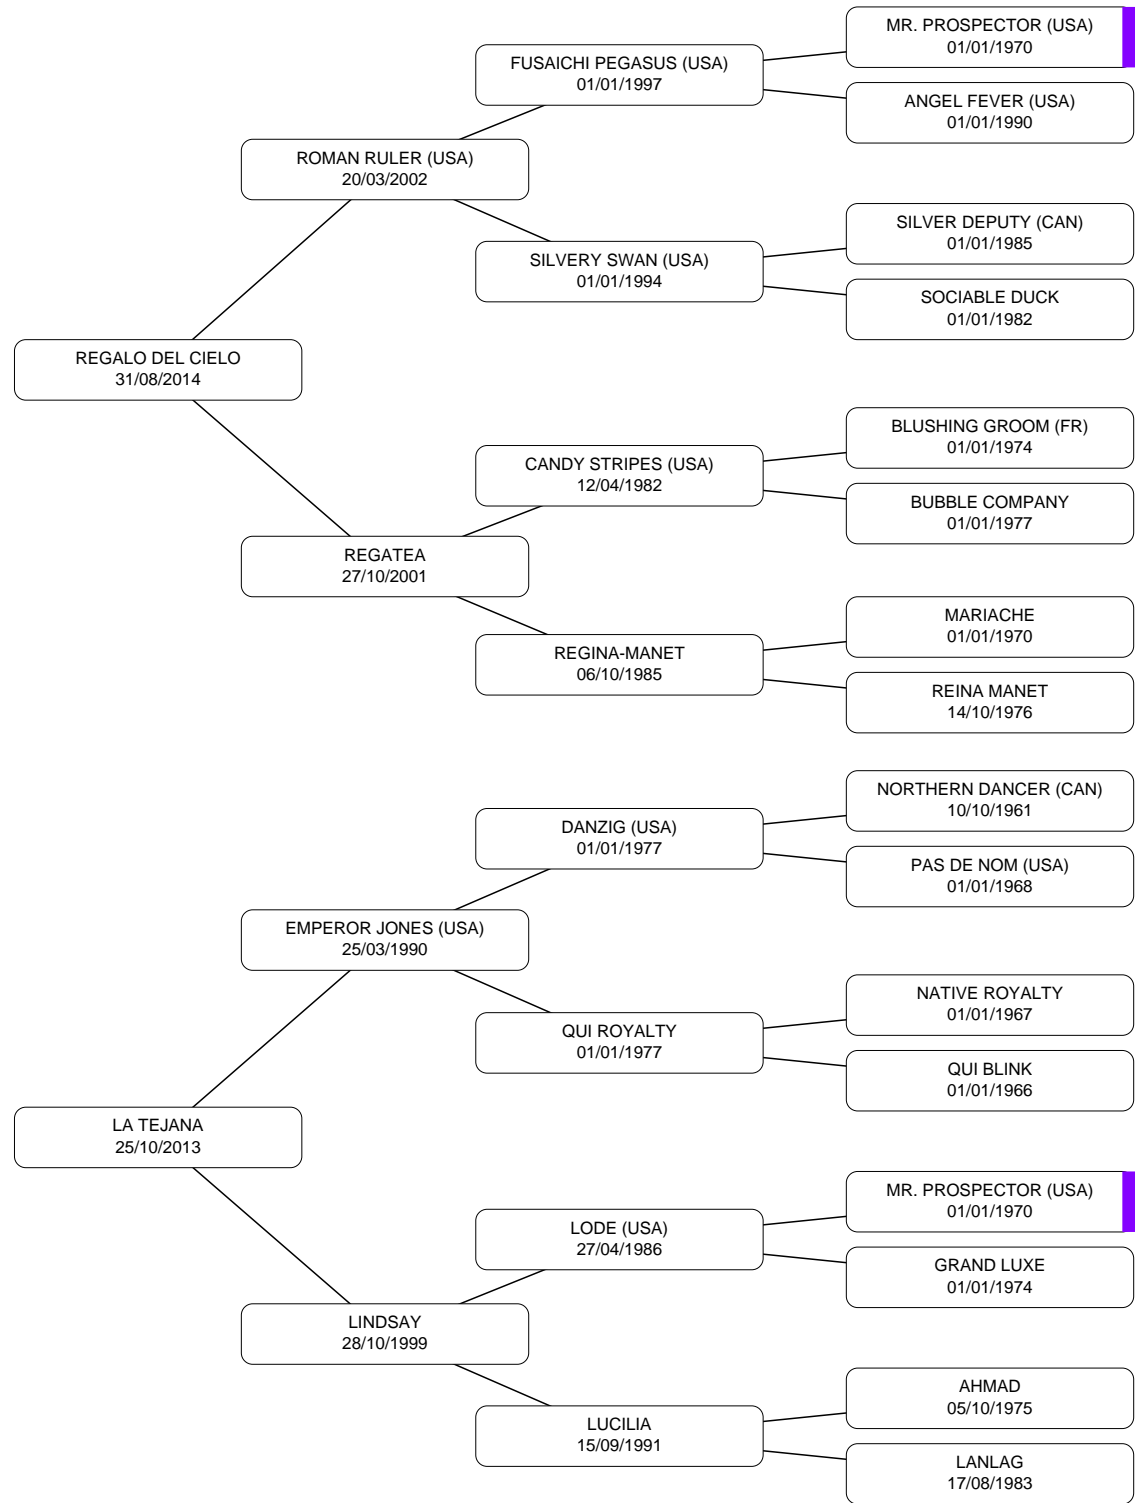 MR. PROSPECTOR (USA)
01/01/1970
FUSAICHI PEGASUS (USA)
01/01/1997
ANGEL FEVER (USA)
01/01/1990
ROMAN RULER (USA)
20/03/2002
SILVER DEPUTY (CAN)
01/01/1985
SILVERY SWAN (USA)
01/01/1994
SOCIABLE DUCK
01/01/1982
REGALO DEL CIELO
31/08/2014
BLUSHING GROOM (FR)
01/01/1974
CANDY STRIPES (USA)
12/04/1982
BUBBLE COMPANY
01/01/1977
REGATEA
27/10/2001
MARIACHE
01/01/1970
REGINA-MANET
06/10/1985
REINA MANET
14/10/1976
NORTHERN DANCER (CAN)
10/10/1961
DANZIG (USA)
01/01/1977
PAS DE NOM (USA)
01/01/1968
EMPEROR JONES (USA)
25/03/1990
NATIVE ROYALTY
01/01/1967
QUI ROYALTY
01/01/1977
QUI BLINK
01/01/1966
LA TEJANA
25/10/2013
MR. PROSPECTOR (USA)
01/01/1970
LODE (USA)
27/04/1986
GRAND LUXE
01/01/1974
LINDSAY
28/10/1999
AHMAD
05/10/1975
LUCILIA
15/09/1991
LANLAG
17/08/1983